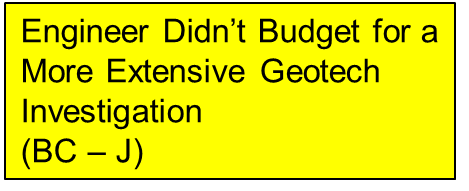 Engineer Didn’t Budget for a
More Extensive Geotech
Investigation
(BC – J)